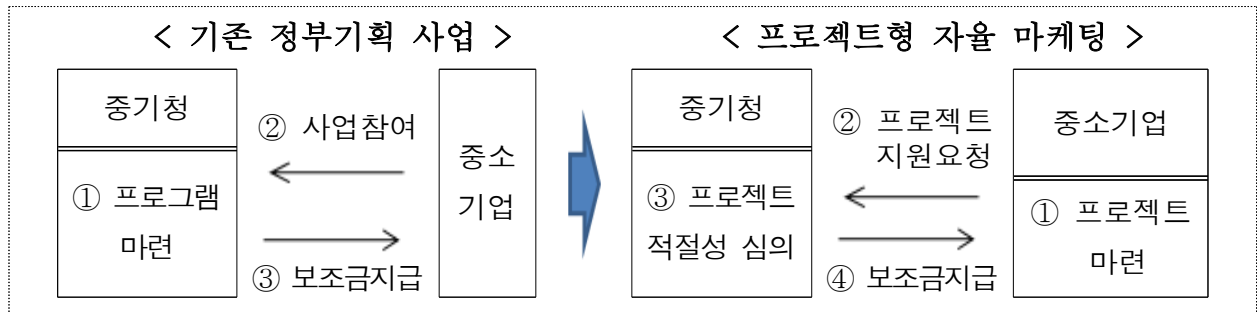 < 기존 정부기획 사업 >
중기청
① 프로그램
마련
② 사업참여
③ 보조금지급
중소
기업
< 프로젝트형 자율 마케팅 >
중기청
③ 프로젝트
적절성 심의
② 프로젝트
지원요청
④ 보조금지급
중소기업
① 프로젝트
마련